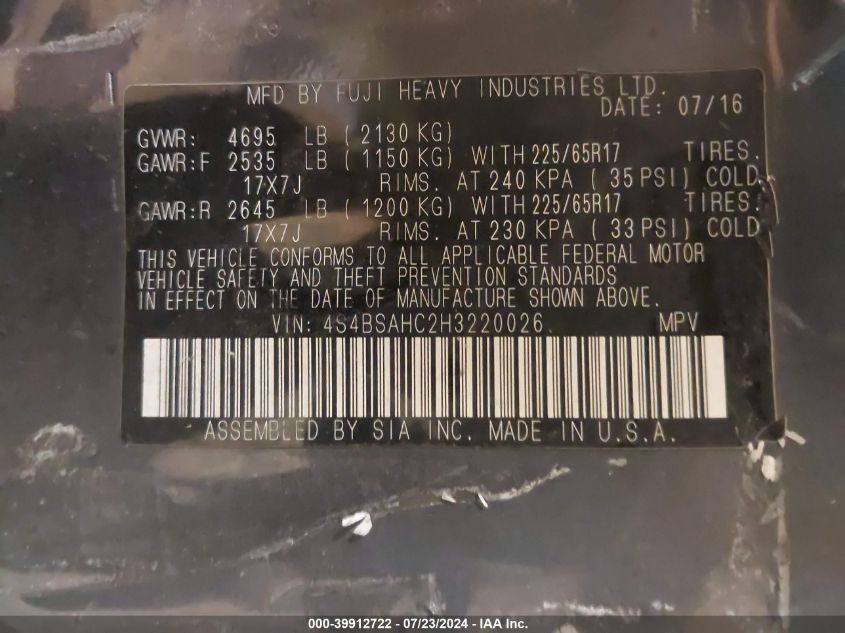 MFD BY FUJI HEAVY INDUSTRIES LTD.
DATE: 07/16
GVWR: 4695 LB ( 2130 KG)
GAWR:F 2535 LB ( 1150 KG) WITH 225/65R17 TIRES.
17X7J RIMS. AT 240 KPA ( 35 PSI) COLD.
GAWR:R 2645 LB ( 1200 KG) WITH 225/65R17 TIRES.
17X7J RIMS. AT 230 KPA ( 33 PSI) COLD
THIS VEHICLE CONFORMS TO ALL APPLICABLE FEDERAL MOTOR
VEHICLE SAFETY AND THEFT PREVENTION STANDARDS
IN EFFECT ON THE DATE OF MANUFACTURE SHOWN ABOVE.
VIN: 4S4BSAHC2H3220026 MPV
ASSEMBLED BY SIA INC. MADE IN U.S.A.
000-39912722 - 07/23/2024 - IAA Inc.